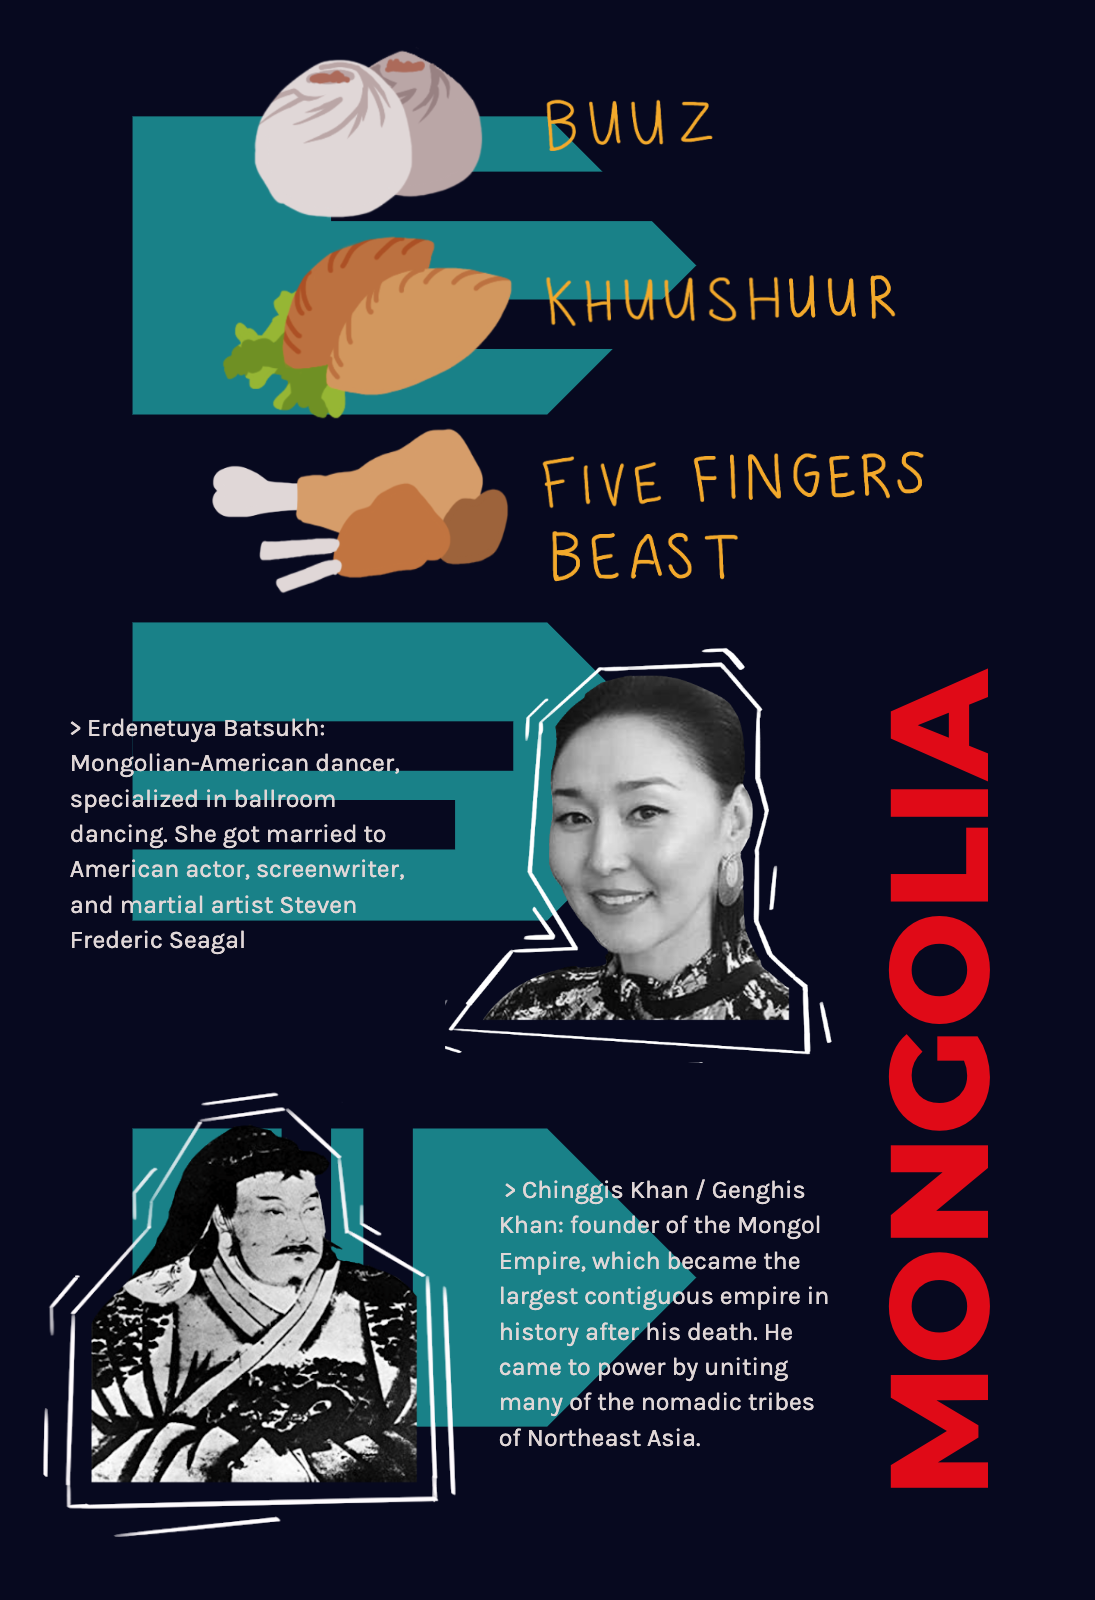 BUUZ
KHUUSHUUR
FIVE FINGERS
BEAST
> Erdenetuya Batsukh:
Mongolian-American dancer,
specialized in ballroom
dancing. She got married to
American actor, screenwriter,
and martial artist Steven
Frederic Seagal
MONGOLIA
> Chinggis Khan / Genghis
Khan: founder of the Mongol
Empire, which became the
largest contiguous empire in
history after his death. He
came to power by uniting
many of the nomadic tribes
of Northeast Asia.